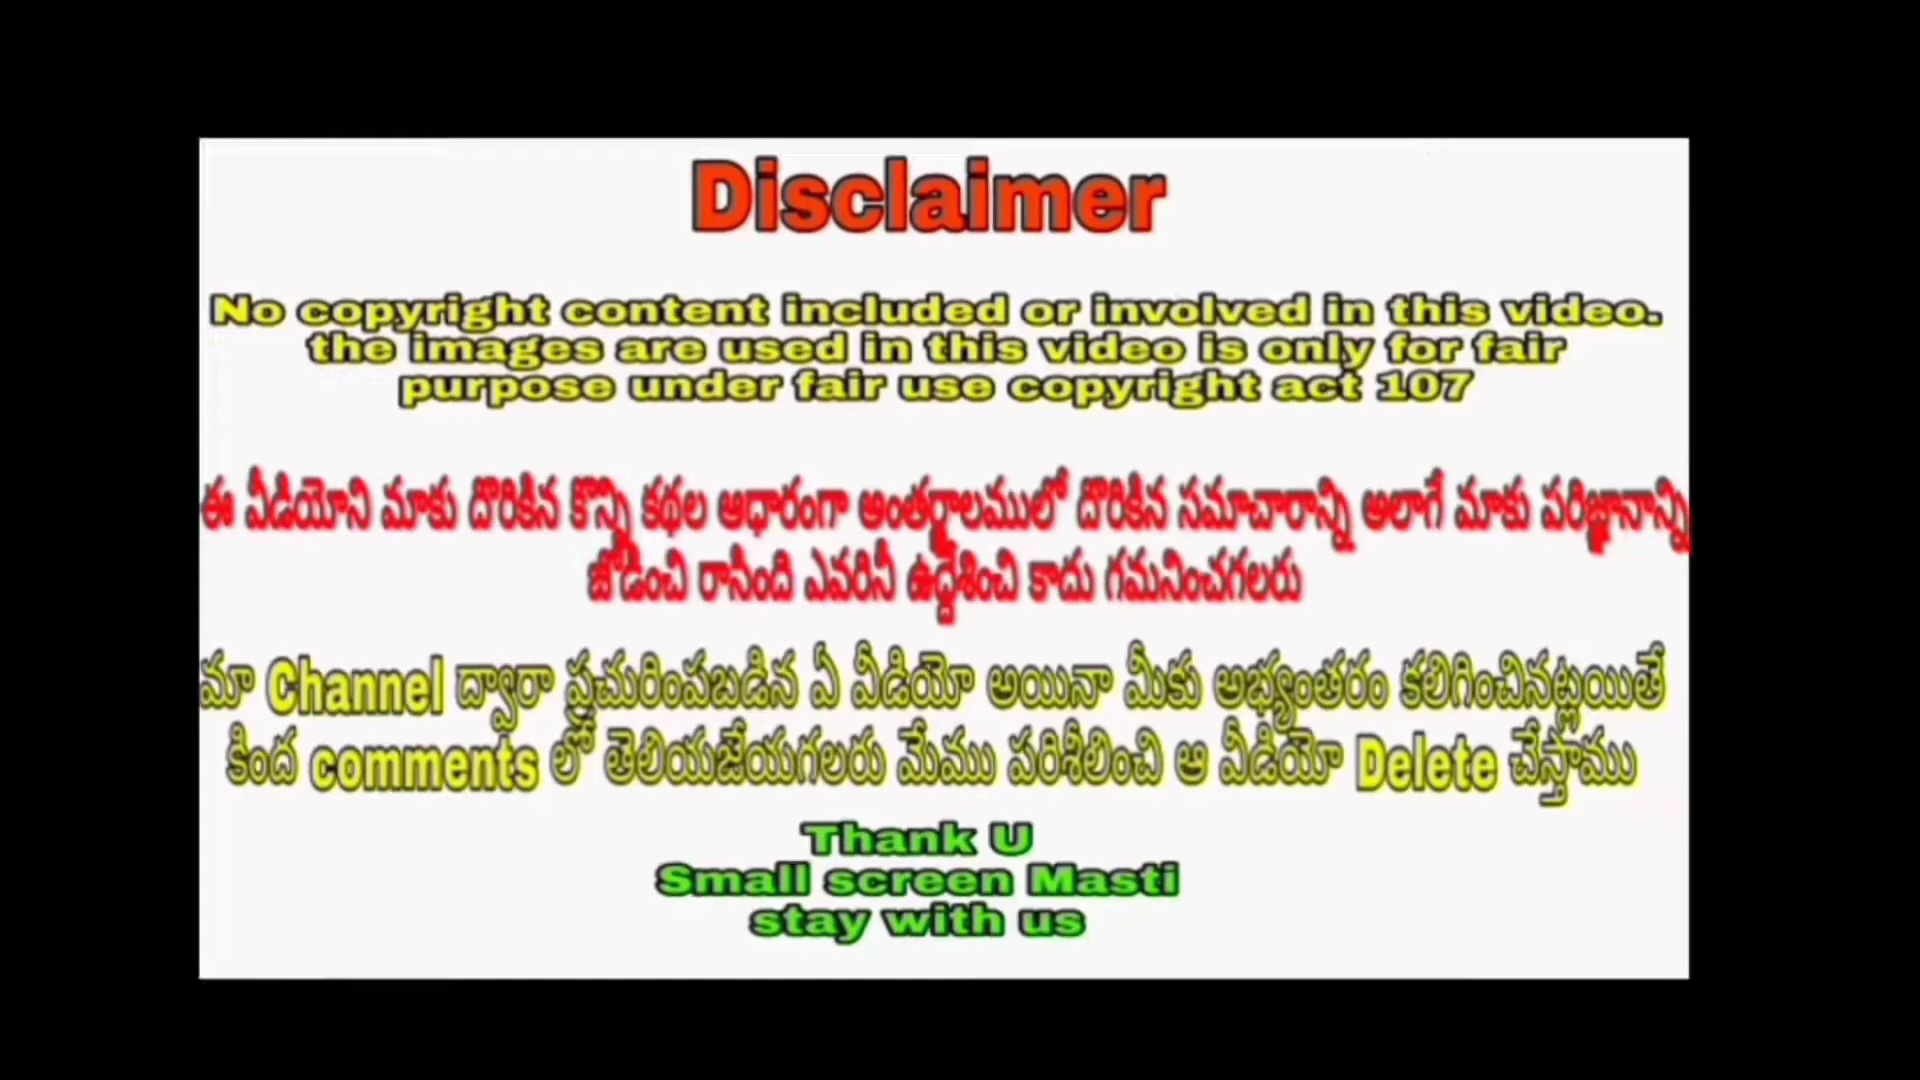 Disclaimer
No copyright content included or involved in this video.
the images are used in this video is only for fair
purpose under fair use copyright act 107
ఈ వీడియోని మాకు దొరికిన కొన్ని కథల ఆధారంగా అంతర్జాలములో దొరికిన సమాచారాన్ని అలాగే మాకు పరిజ్ఞానాన్ని
జోడించి రాసింది ఎవరినీ ఉద్దేశించి కాదు గమనించగలరు
మా Channel ద్వారా ప్రచురింపబడిన ఏ వీడియో అయినా మీకు అభ్యంతరం కలిగించినట్లయితే
కింద comments లో తెలియజేయగలరు మేము పరిశీలించి ఆ వీడియో Delete చేస్తాము
Thank U
Small screen Masti
stay with us